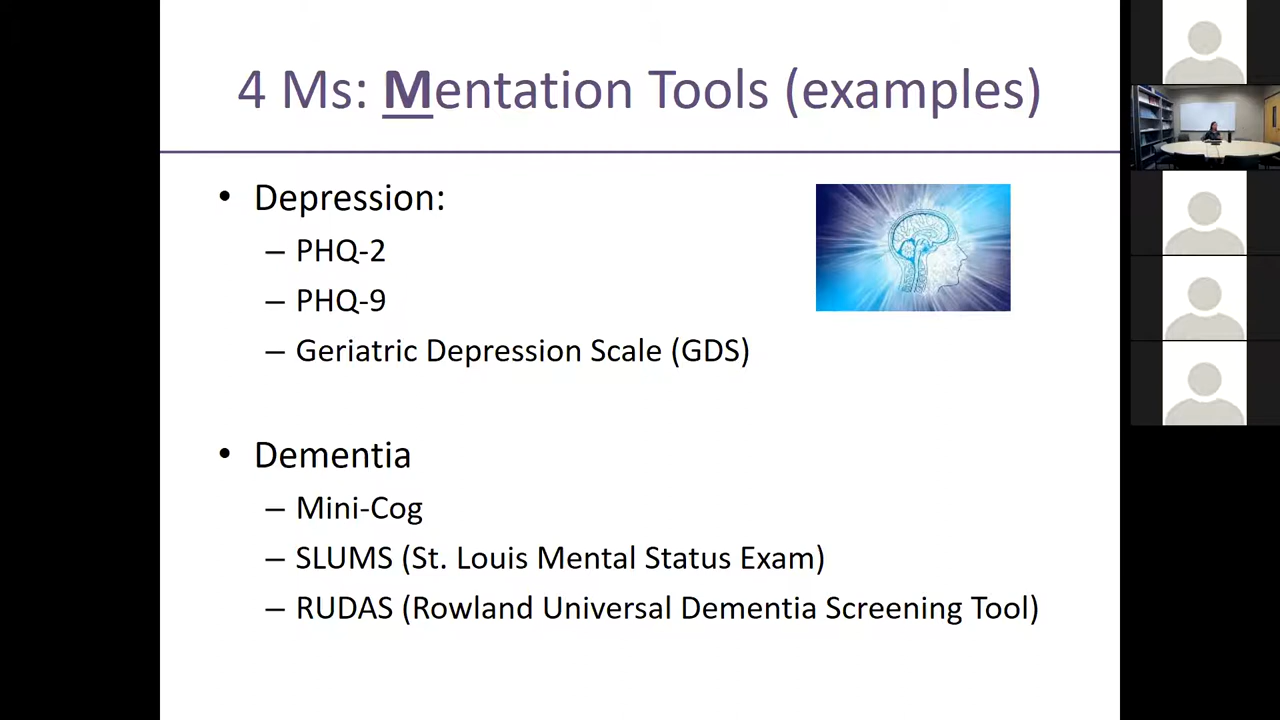 4 Ms: Mentation Tools (examples)
• Depression:
– PHQ-2
– PHQ-9
– Geriatric Depression Scale (GDS)
• Dementia
– Mini-Cog
– SLUMS (St. Louis Mental Status Exam)
– RUDAS (Rowland Universal Dementia Screening Tool)